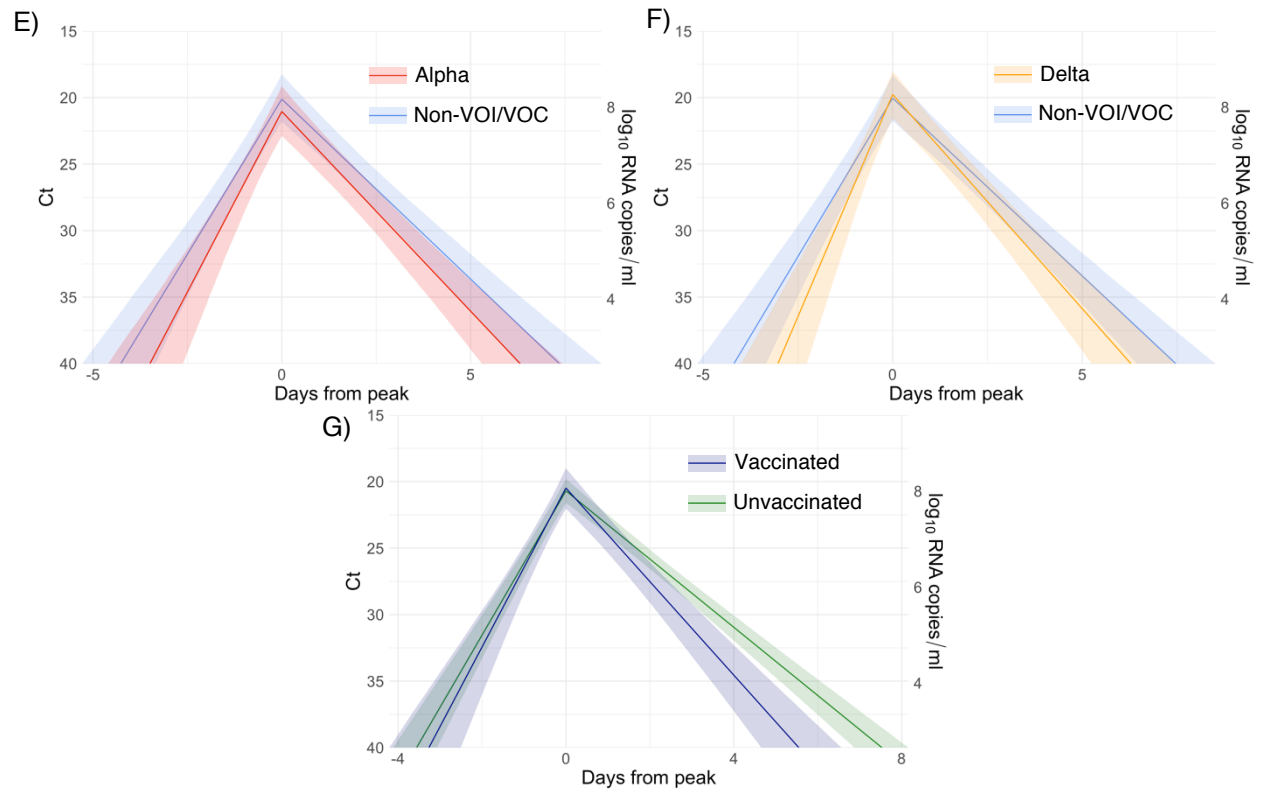 E)
15
20
25
30
35
40
Ct
-5
0
5
Days from peak
8
6
4
log10 RNA copies/ml
Alpha
Non-VOI/VOC
F)
15
20
25
30
35
40
Ct
-5
0
5
Days from peak
8
6
4
log10 RNA copies/ml
Delta
Non-VOI/VOC
G)
15
20
25
30
35
40
Ct
-4
0
4
8
Days from peak
8
6
4
log10 RNA copies/ml
Vaccinated
Unvaccinated